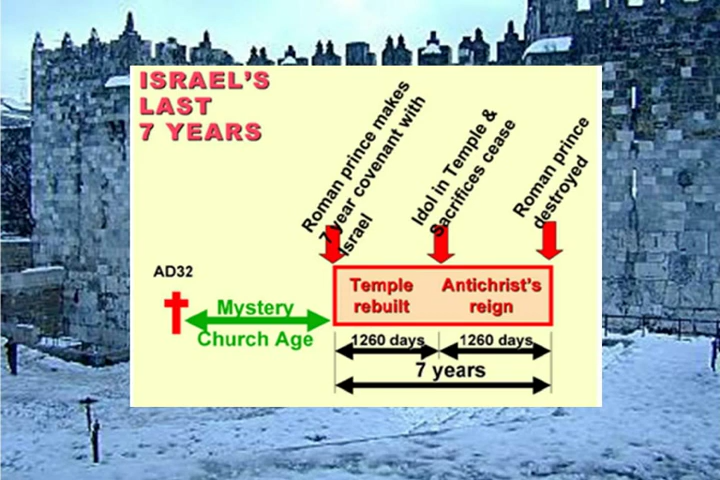 ISRAEL'S
LAST
7 YEARS
Roman prince makes
7 year covenant with
Israel
Idol in Temple &
Sacrifices cease
Roman prince
destroyed
AD32
Mystery
Church Age
Temple
rebuilt
Antichrist's
reign
1260 days
1260 days
7 years